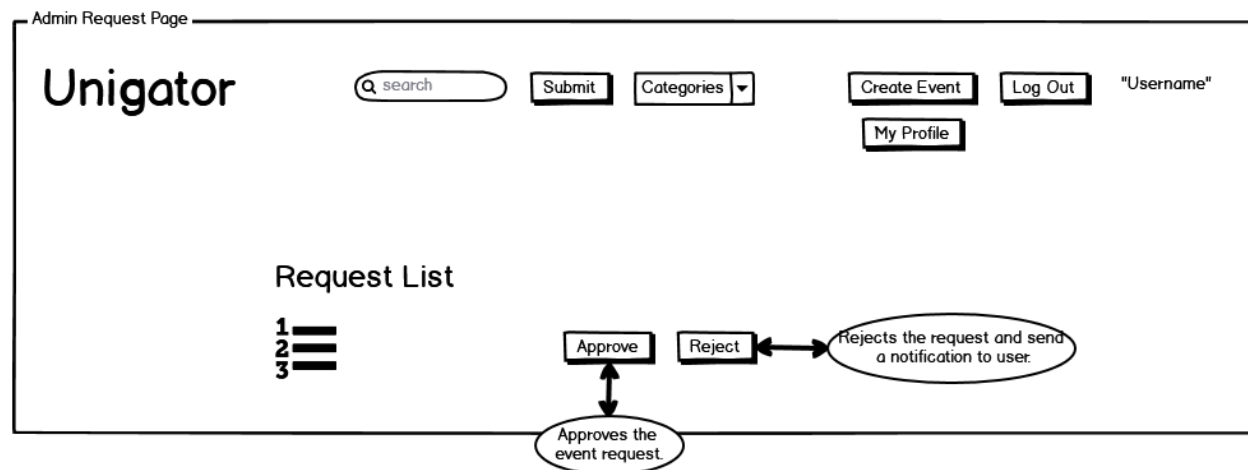 Admin Request Page
Unigator
search
Submit
Categories
Create Event
Log Out
"Username"
My Profile
Request List
1
2
3
Approve
Reject
Rejects the request and send
a notification to user.
Approves the
event request.